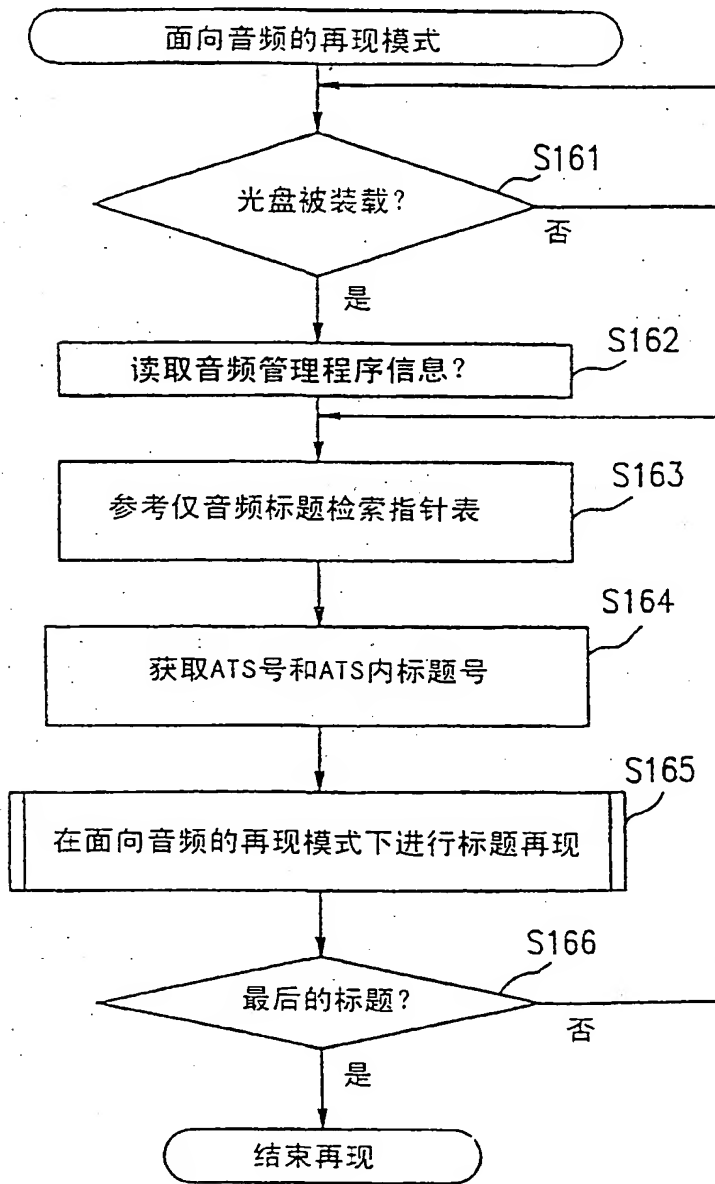 面向音频的再现模式
S161
光盘被装载?
否
是
S162
读取音频管理程序信息?
S163
参考仅音频标题检索指针表
S164
获取ATS号和ATS内标题号
S165
在面向音频的再现模式下进行标题再现
S166
最后的标题?
否
是
结束再现